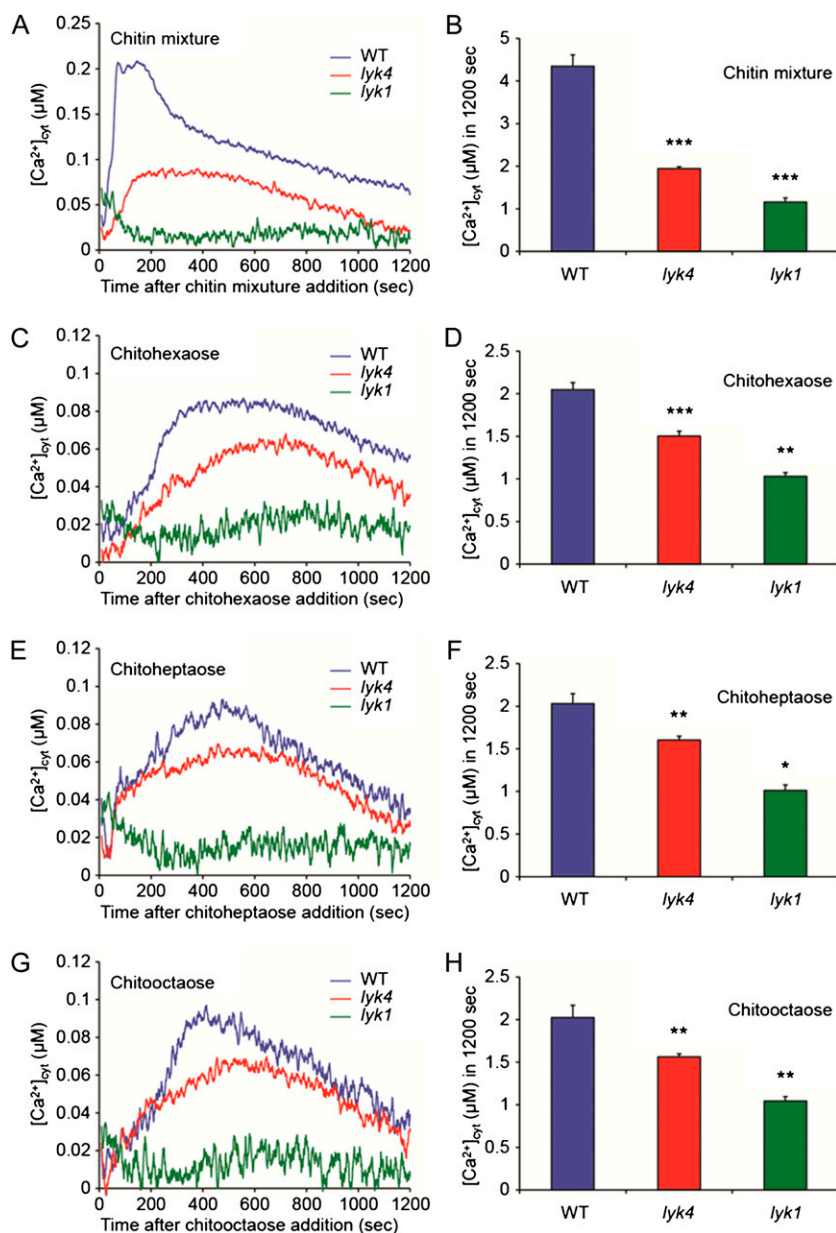 A
Chitin mixture
WT
lyk4
lyk1
[Ca²⁺]cyt (μM)
0.25
0.2
0.15
0.1
0.05
0
0 200 400 600 800 1000 1200
Time after chitin mixuture addition (sec)
B
Chitin mixture
[Ca²⁺]cyt (μM) in 1200 sec
5
4
3
2
1
0
***
***
WT lyk4 lyk1
C
Chitohexaose
WT
lyk4
lyk1
[Ca²⁺]cyt (μM)
0.12
0.1
0.08
0.06
0.04
0.02
0
0 200 400 600 800 1000 1200
Time after chitohexaose addition (sec)
D
Chitohexaose
[Ca²⁺]cyt (μM) in 1200 sec
2.5
2
1.5
1
0.5
0
***
**
WT lyk4 lyk1
E
Chitoheptaose
WT
lyk4
lyk1
[Ca²⁺]cyt (μM)
0.12
0.1
0.08
0.06
0.04
0.02
0
0 200 400 600 800 1000 1200
Time after chitoheptaose addition (sec)
F
Chitoheptaose
[Ca²⁺]cyt (μM) in 1200 sec
2.5
2
1.5
1
0.5
0
**
*
WT lyk4 lyk1
G
Chitooctaose
WT
lyk4
lyk1
[Ca²⁺]cyt (μM)
0.12
0.1
0.08
0.06
0.04
0.02
0
0 200 400 600 800 1000 1200
Time after chitooctaose addition (sec)
H
Chitooctaose
[Ca²⁺]cyt (μM) in 1200 sec
2.5
2
1.5
1
0.5
0
**
**
WT lyk4 lyk1